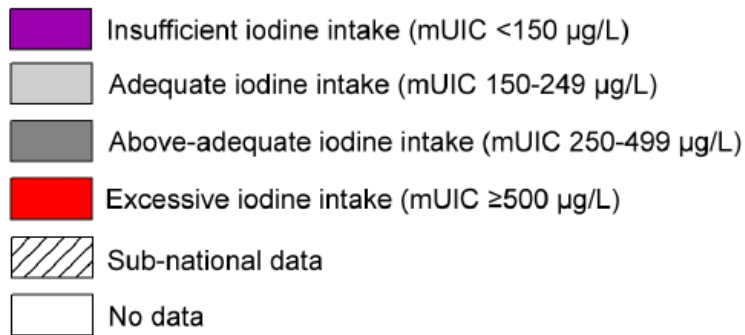 Insufficient iodine intake (mUIC <150 µg/L)
Adequate iodine intake (mUIC 150-249 µg/L)
Above-adequate iodine intake (mUIC 250-499 µg/L)
Excessive iodine intake (mUIC ≥500 µg/L)
Sub-national data
No data